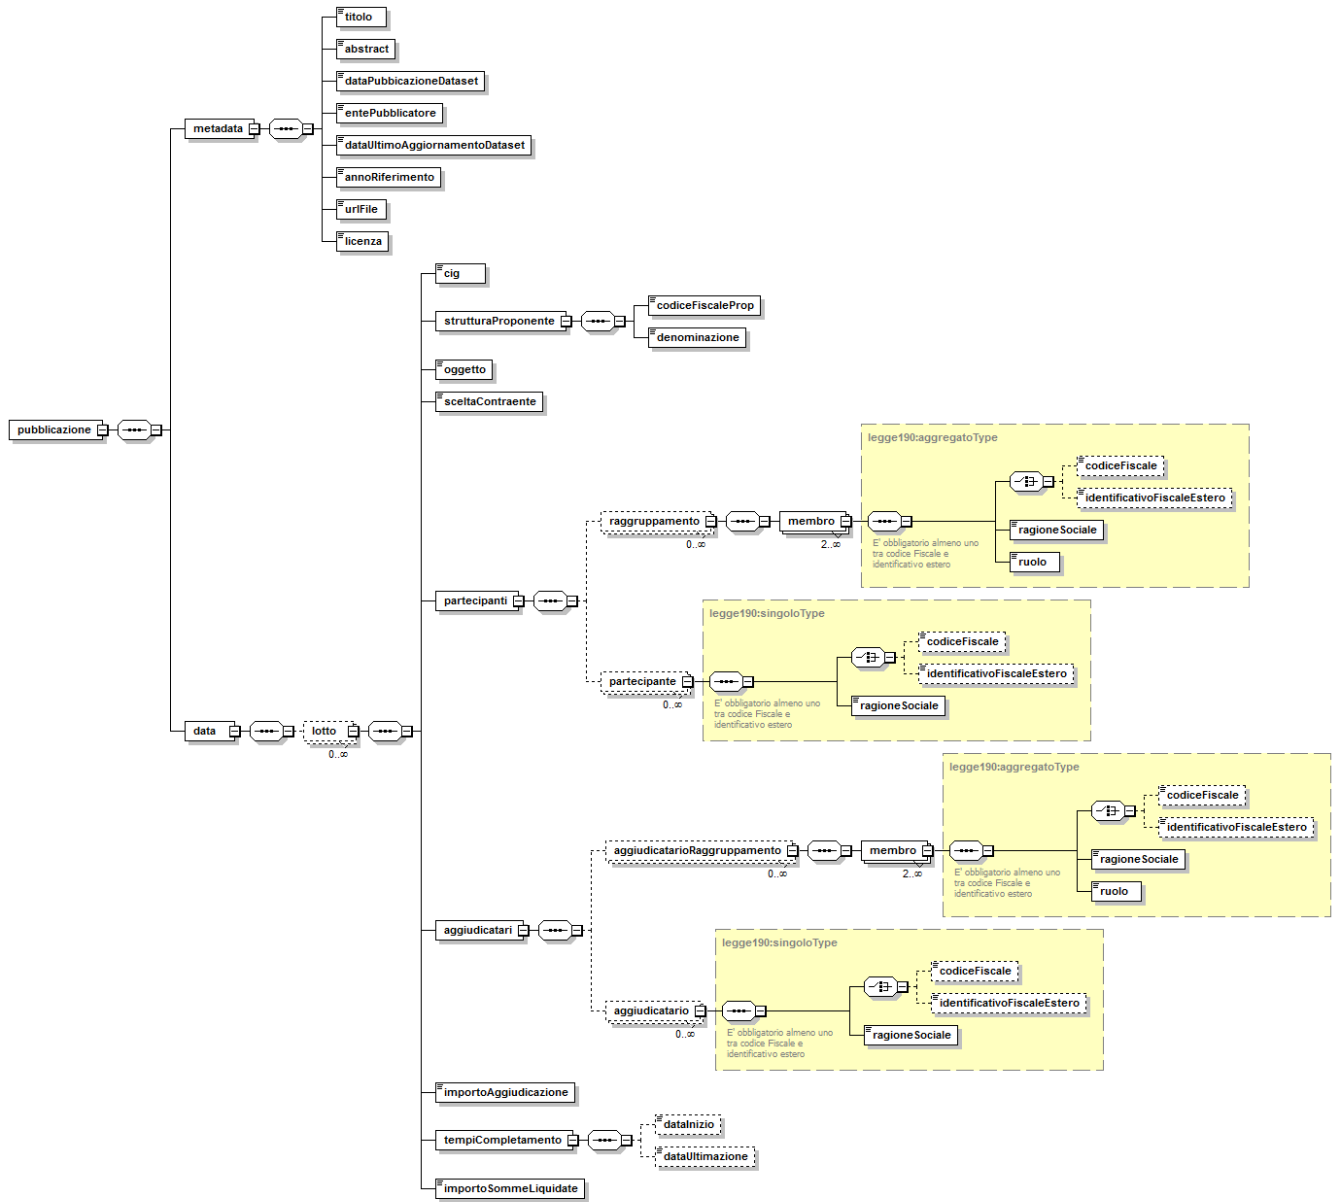 titolo
abstract
dataPubbicazioneDataset
entePubblicatore
metadata
dataUltimoAggiornamentoDataset
annoRiferimento
urlFile
licenza
cig
strutturaProponente
codiceFiscaleProp
denominazione
oggetto
sceltaContraente
pubblicazione
legge190:aggregatoType
codiceFiscale
identificativoFiscaleEstero
raggruppamento
0..∞
membro
2..∞
E' obbligatorio almeno uno
tra codice Fiscale e
identificativo estero
ragioneSociale
ruolo
partecipanti
legge190:singoloType
codiceFiscale
identificativoFiscaleEstero
partecipante
0..∞
E' obbligatorio almeno uno
tra codice Fiscale e
identificativo estero
ragioneSociale
data
lotto
0..∞
legge190:aggregatoType
codiceFiscale
identificativoFiscaleEstero
aggiudicatarioRaggruppamento
0..∞
membro
2..∞
E' obbligatorio almeno uno
tra codice Fiscale e
identificativo estero
ragioneSociale
ruolo
aggiudicatari
legge190:singoloType
codiceFiscale
identificativoFiscaleEstero
aggiudicatario
0..∞
E' obbligatorio almeno uno
tra codice Fiscale e
identificativo estero
ragioneSociale
importoAggiudicazione
tempiCompletamento
dataInizio
dataUltimazione
importoSommeLiquidate